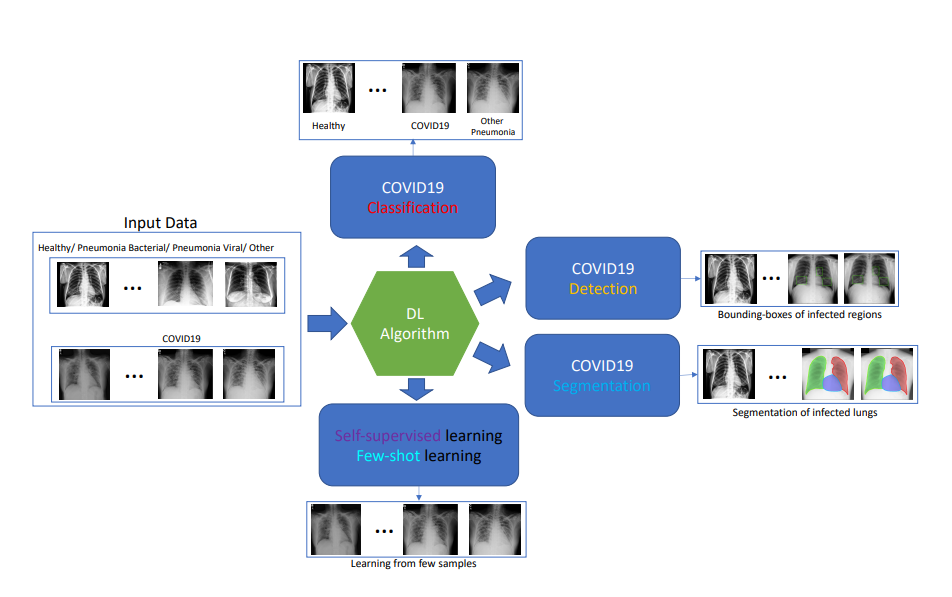 Healthy
COVID19
Other
Pneumonia
COVID19
Classification
Input Data
Healthy/ Pneumonia Bacterial/ Pneumonia Viral/ Other
COVID19
DL
Algorithm
COVID19
Detection
Bounding-boxes of infected regions
COVID19
Segmentation
Segmentation of infected lungs
Self-supervised learning
Few-shot learning
Learning from few samples